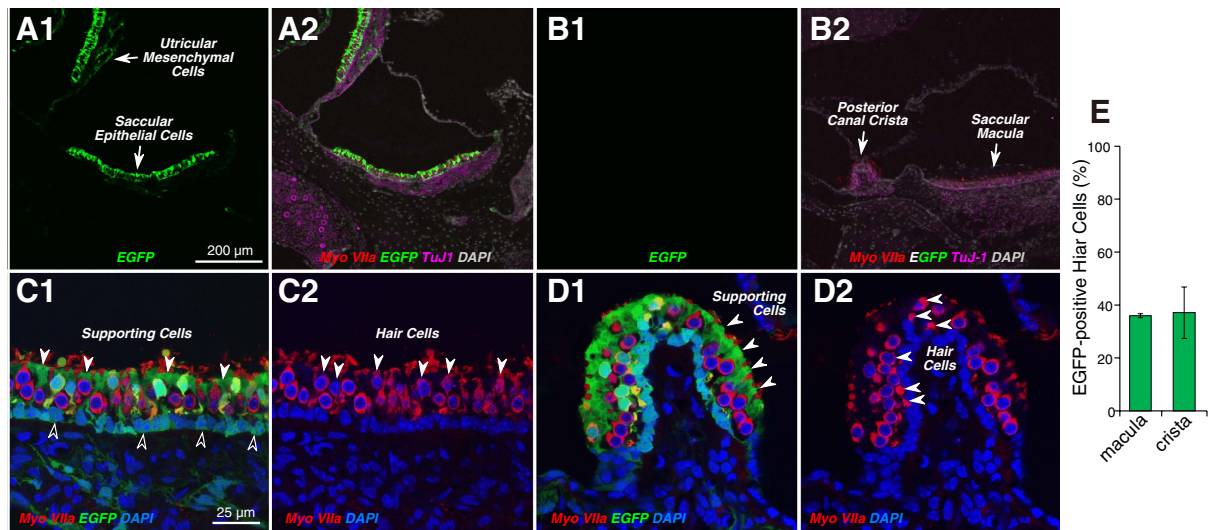 A1
Utricular
Mesenchymal
Cells
Saccular
Epithelial Cells
200 µm
EGFP
A2
Myo VIIa EGFP TuJ1 DAPI
B1
EGFP
B2
Posterior
Canal Crista
Saccular
Macula
Myo VIIa EGFP TuJ-1 DAPI
C1
Supporting Cells
Myo VIIa EGFP DAPI
25 µm
C2
Hair Cells
Myo VIIa DAPI
D1
Supporting
Cells
Myo VIIa EGFP DAPI
D2
Hair
Cells
Myo VIIa DAPI
E
EGFP-positive Hiar Cells (%)
100
80
60
40
20
0
macula
crista